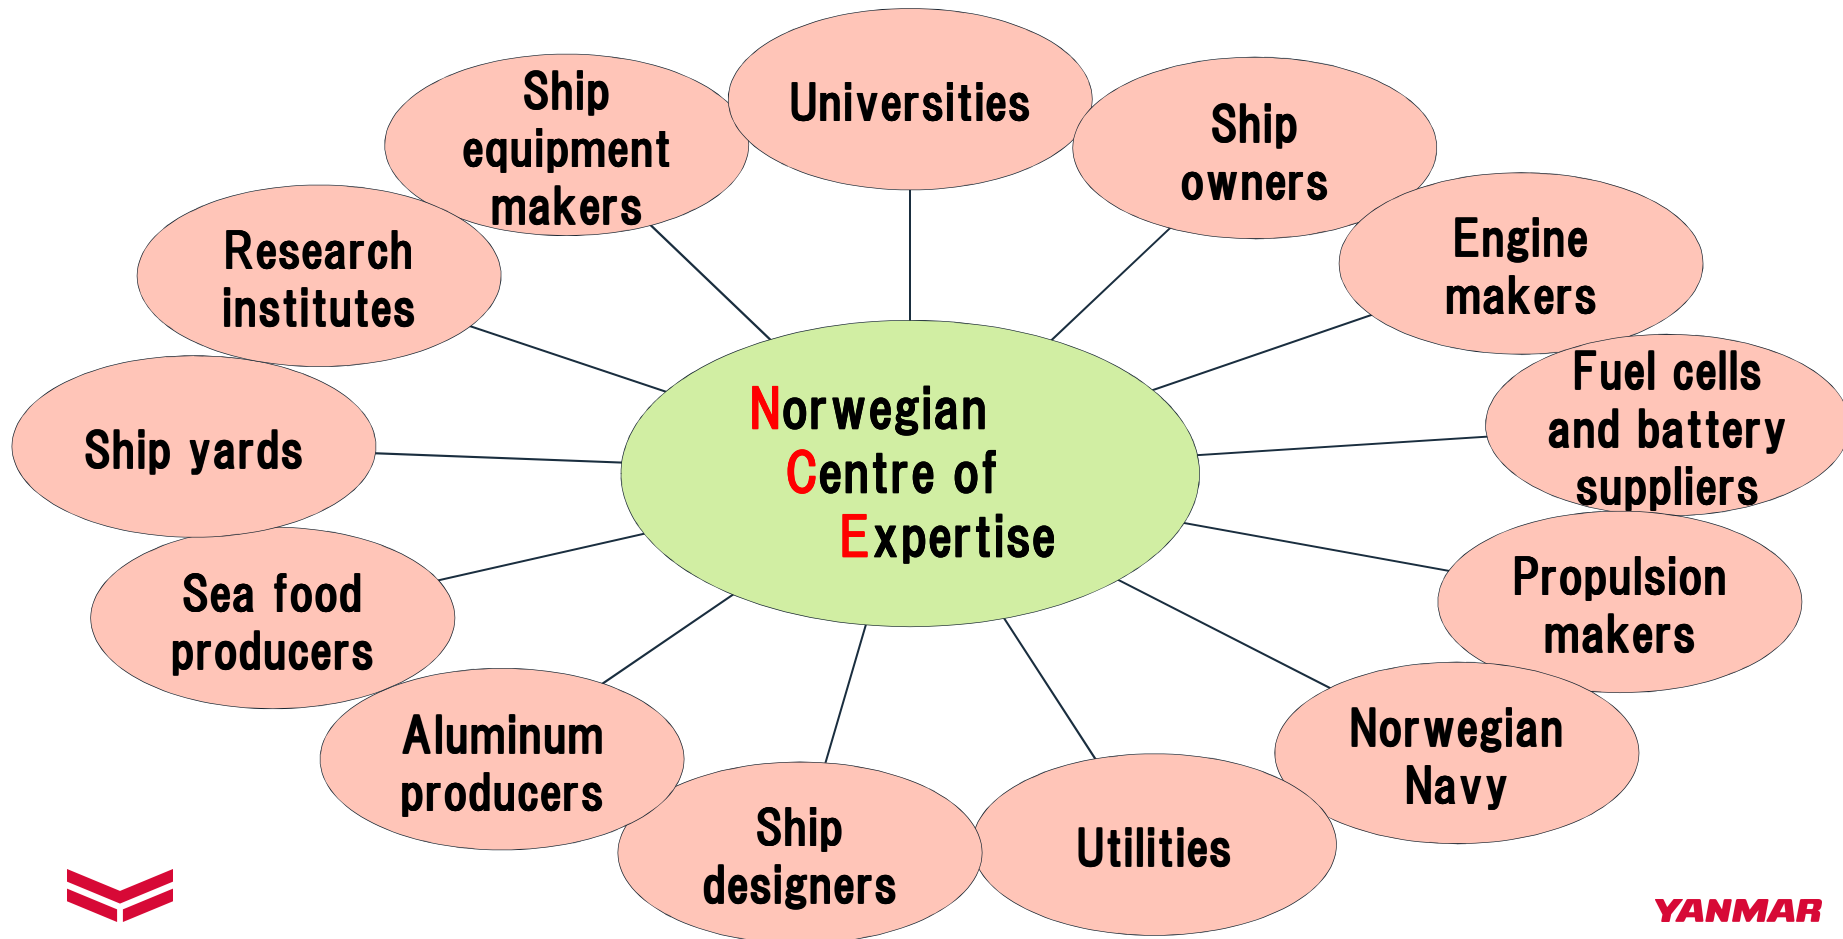 Universities
Ship
equipment
makers
Ship
owners
Research
institutes
Engine
makers
Fuel cells
and battery
suppliers
Ship yards
Norwegian
Centre of
Expertise
Propulsion
makers
Sea food
producers
Norwegian
Navy
Aluminum
producers
Ship
designers
Utilities
YANMAR